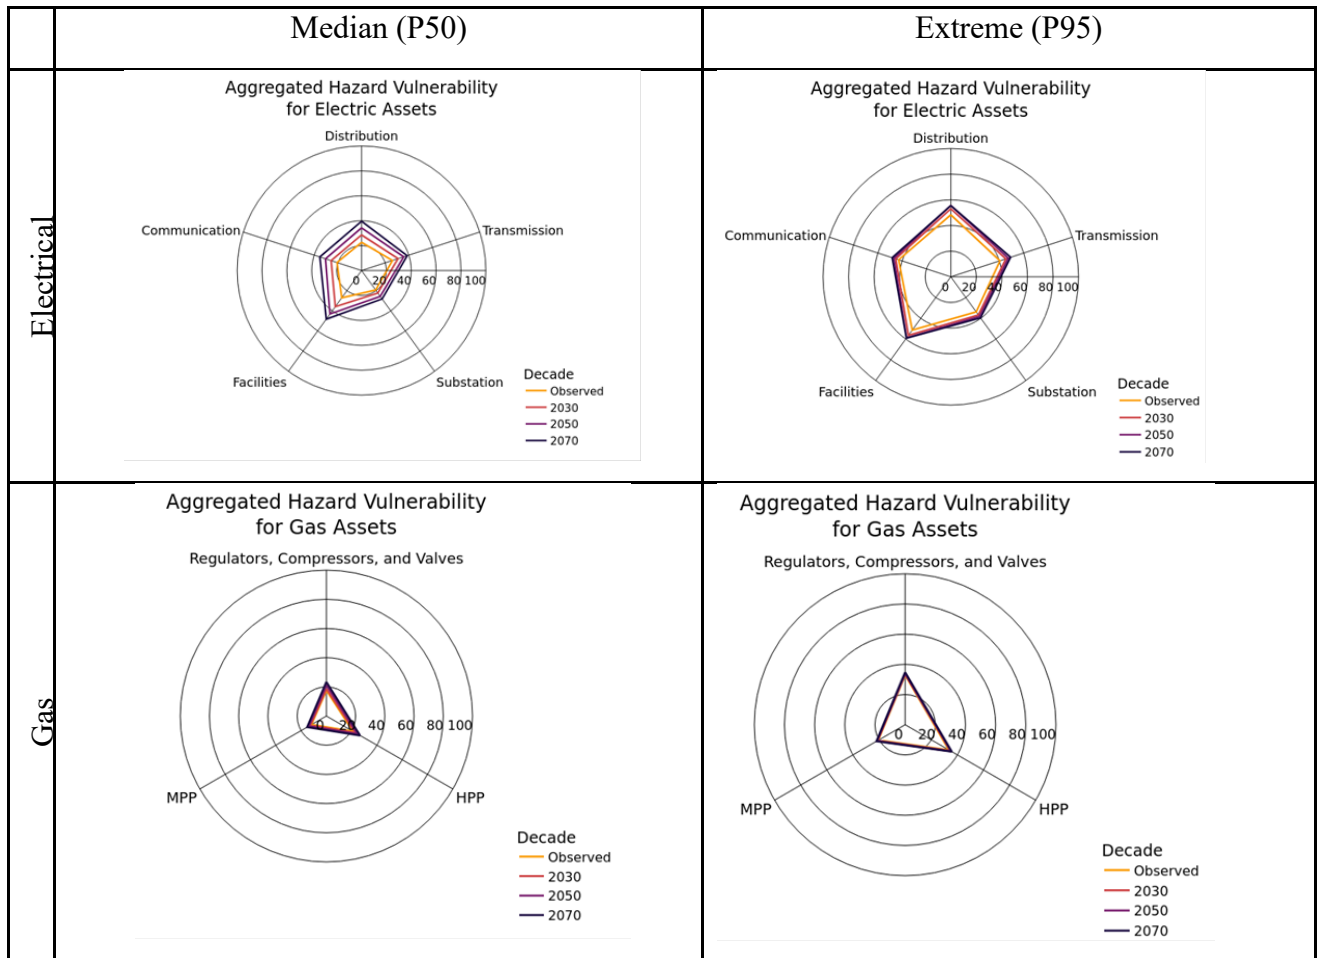 Median (P50)
Extreme (P95)
Electrical
Aggregated Hazard Vulnerability
for Electric Assets
Distribution
Communication
Transmission
0 20 40 60 80 100
Facilities
Substation
Decade
Observed
2030
2050
2070
Aggregated Hazard Vulnerability
for Electric Assets
Distribution
Communication
Transmission
0 20 40 60 80 100
Facilities
Substation
Decade
Observed
2030
2050
2070
Gas
Aggregated Hazard Vulnerability
for Gas Assets
Regulators, Compressors, and Valves
0 20 40 60 80 100
MPP
HPP
Decade
Observed
2030
2050
2070
Aggregated Hazard Vulnerability
for Gas Assets
Regulators, Compressors, and Valves
0 20 40 60 80 100
MPP
HPP
Decade
Observed
2030
2050
2070